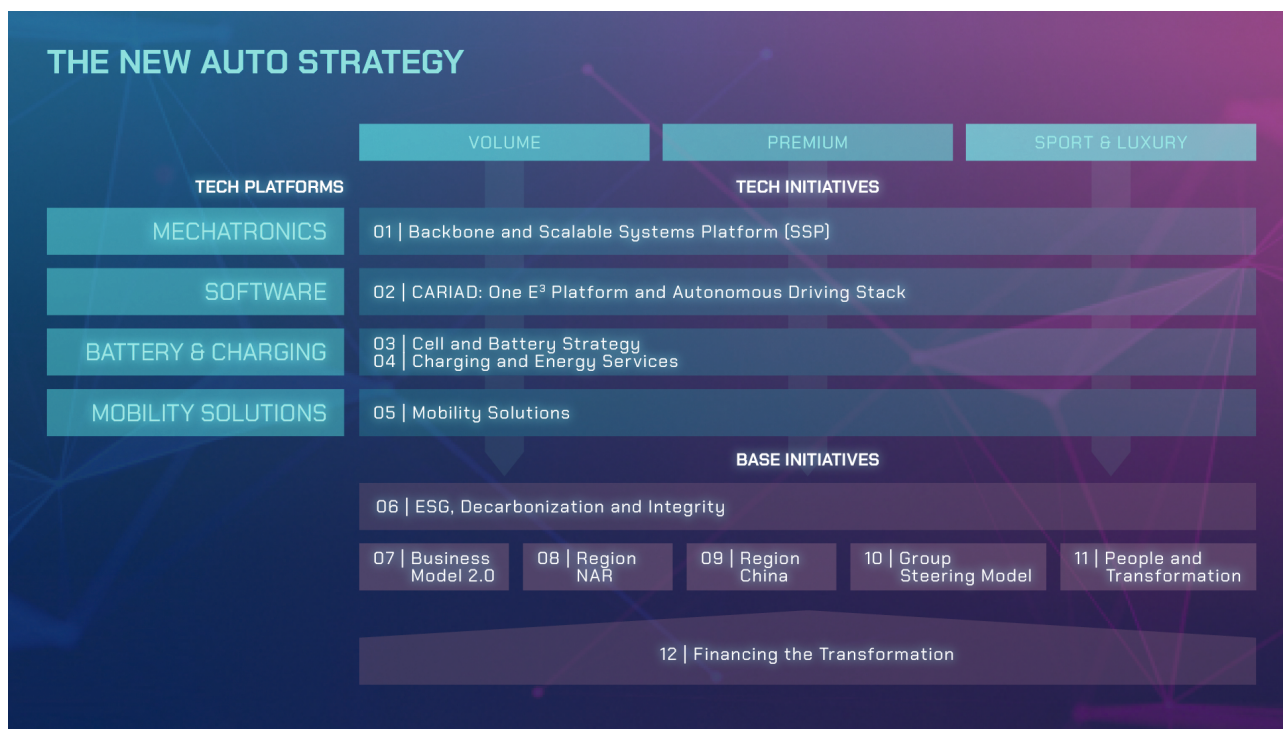 THE NEW AUTO STRATEGY
VOLUME
PREMIUM
SPORT & LUXURY
TECH PLATFORMS
TECH INITIATIVES
MECHATRONICS
01 | Backbone and Scalable Systems Platform (SSP)
SOFTWARE
02 | CARIAD: One E³ Platform and Autonomous Driving Stack
BATTERY & CHARGING
03 | Cell and Battery Strategy
04 | Charging and Energy Services
MOBILITY SOLUTIONS
05 | Mobility Solutions
BASE INITIATIVES
06 | ESG, Decarbonization and Integrity
07 | Business
Model 2.0
08 | Region
NAR
09 | Region
China
10 | Group
Steering Model
11 | People and
Transformation
12 | Financing the Transformation